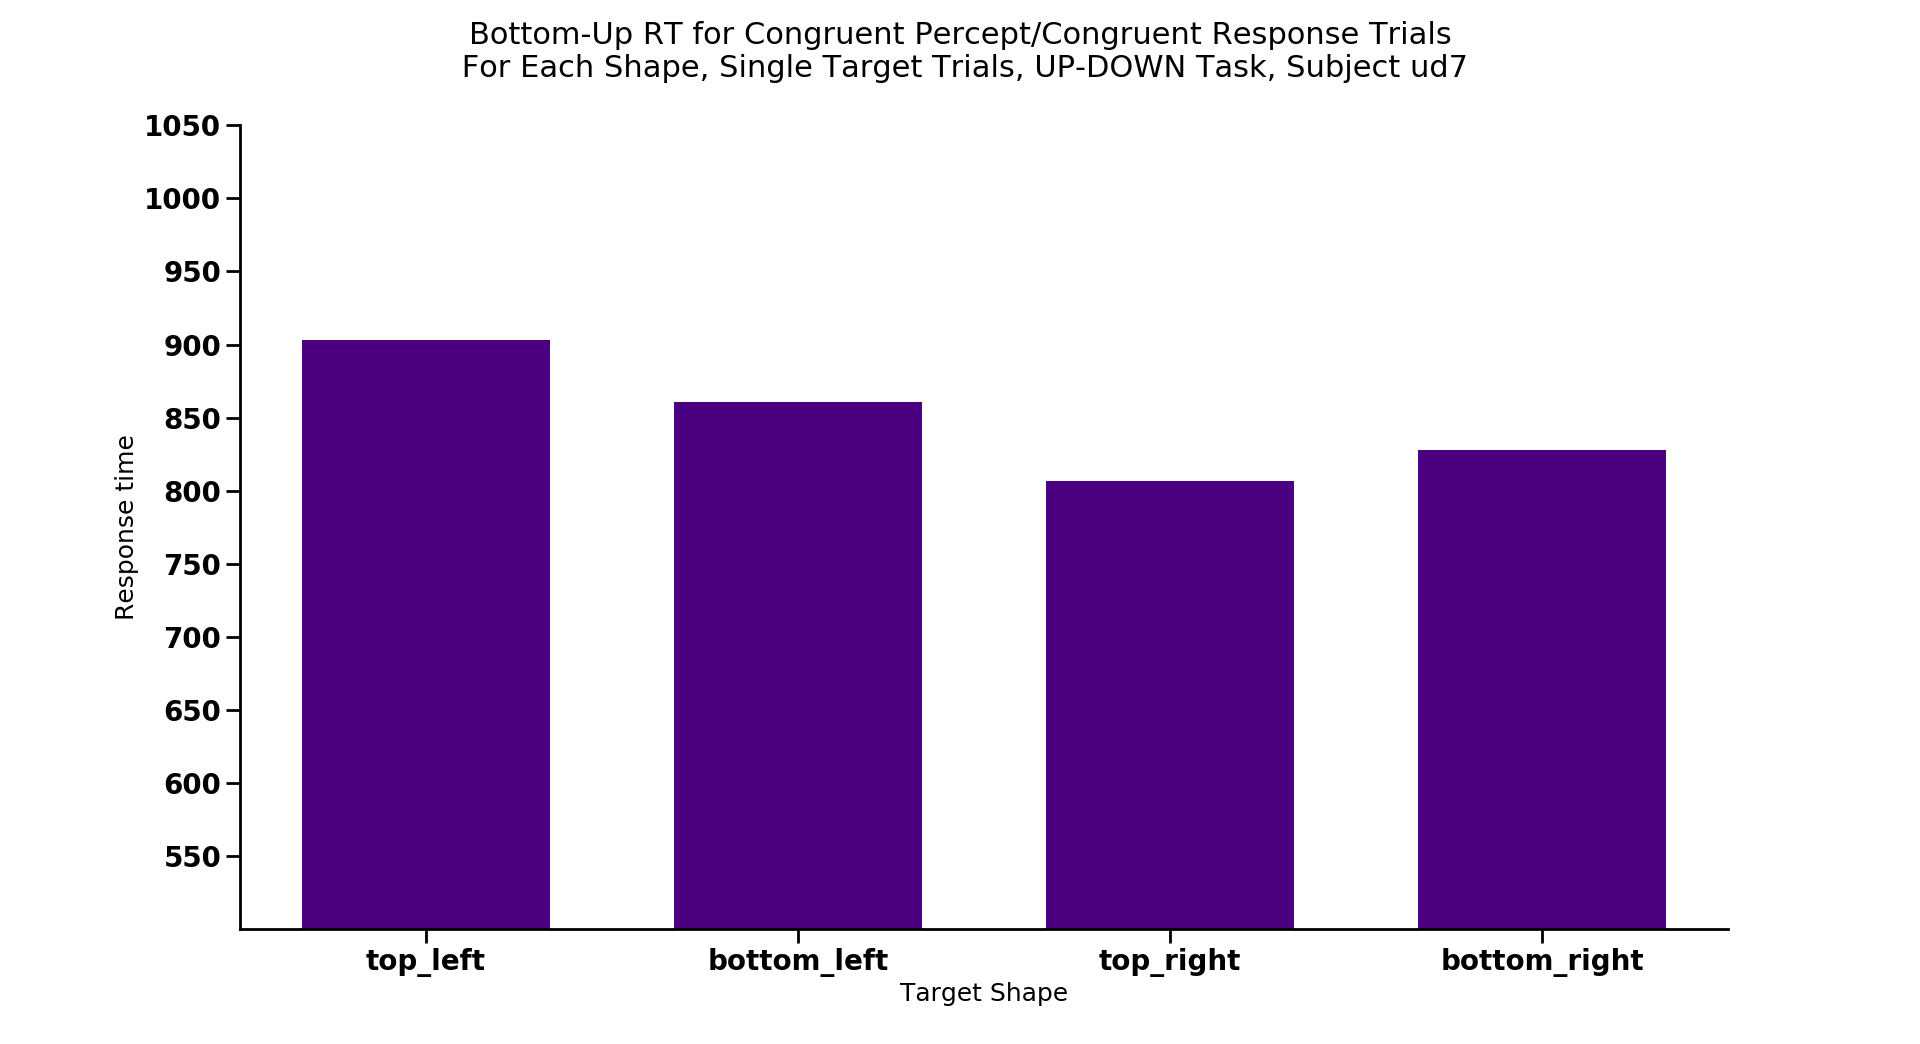 Bottom-Up RT for Congruent Percept/Congruent Response Trials
For Each Shape, Single Target Trials, UP-DOWN Task, Subject ud7
1050
1000
950
900
850
800
750
700
650
600
550
Response time
top_left
bottom_left
top_right
bottom_right
Target Shape